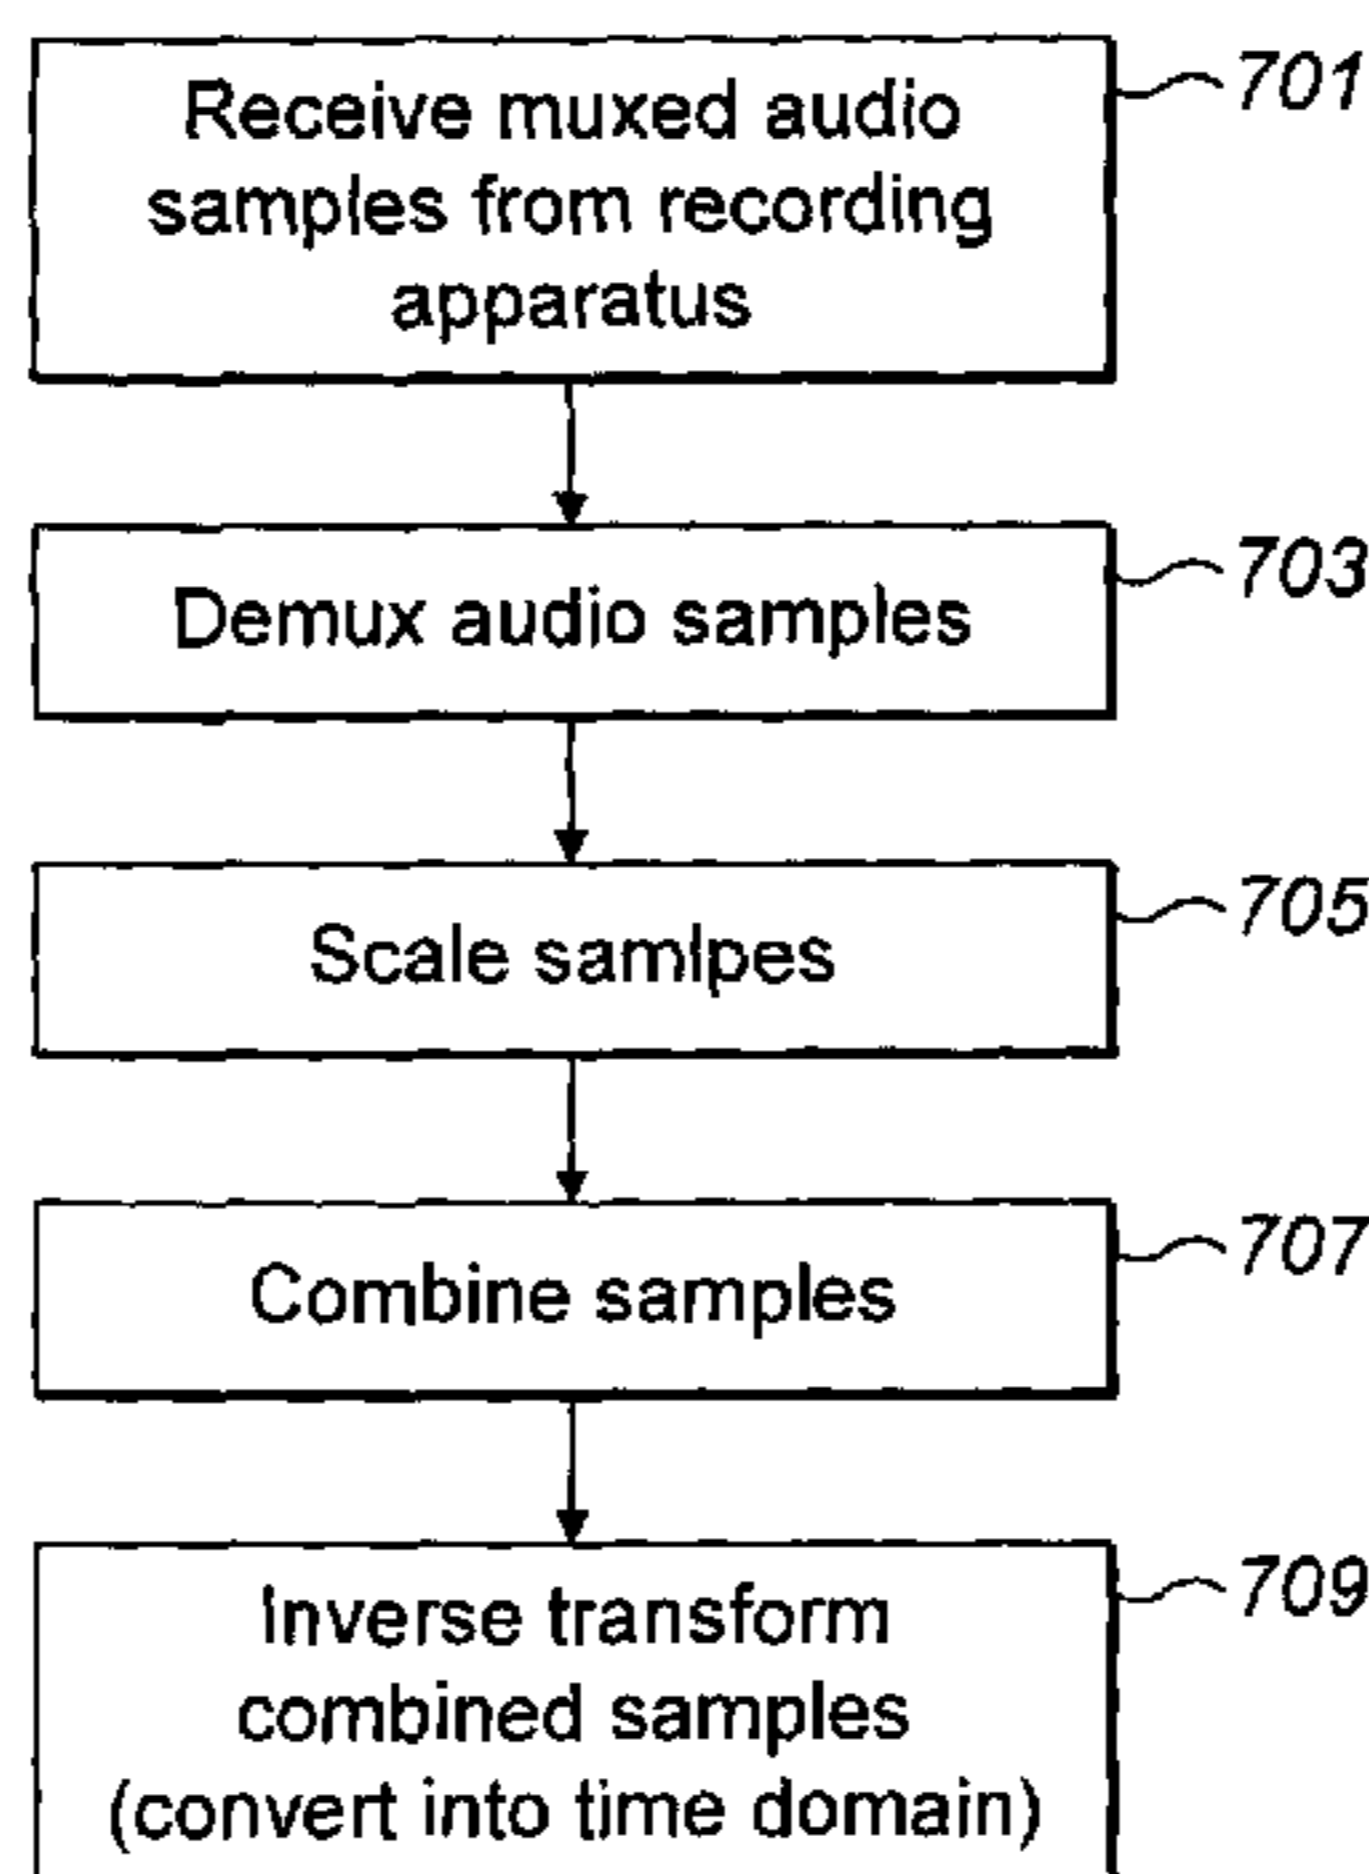 Receive muxed audio
samples from recording
apparatus
701
Demux audio samples
703
Scale samlpes
705
Combine samples
707
Inverse transform
combined samples
(convert into time domain)
709